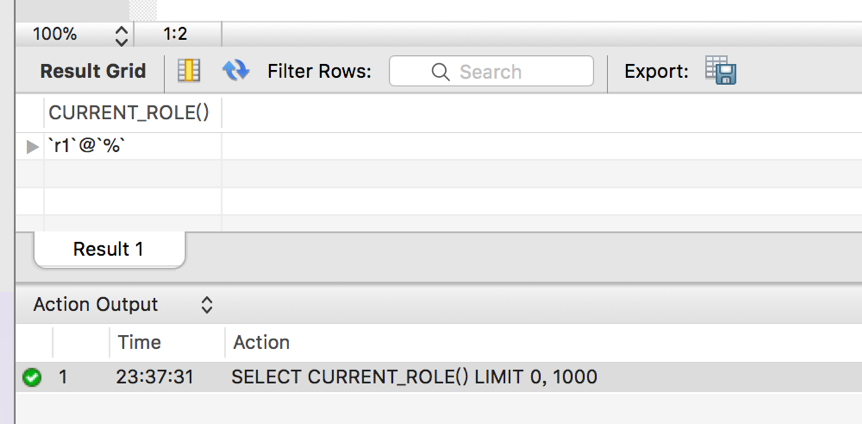 100% 1:2
Result Grid Filter Rows: Search Export:
CURRENT_ROLE()
`r1`@`%`
Result 1
Action Output
Time Action
1 23:37:31 SELECT CURRENT_ROLE() LIMIT 0, 1000